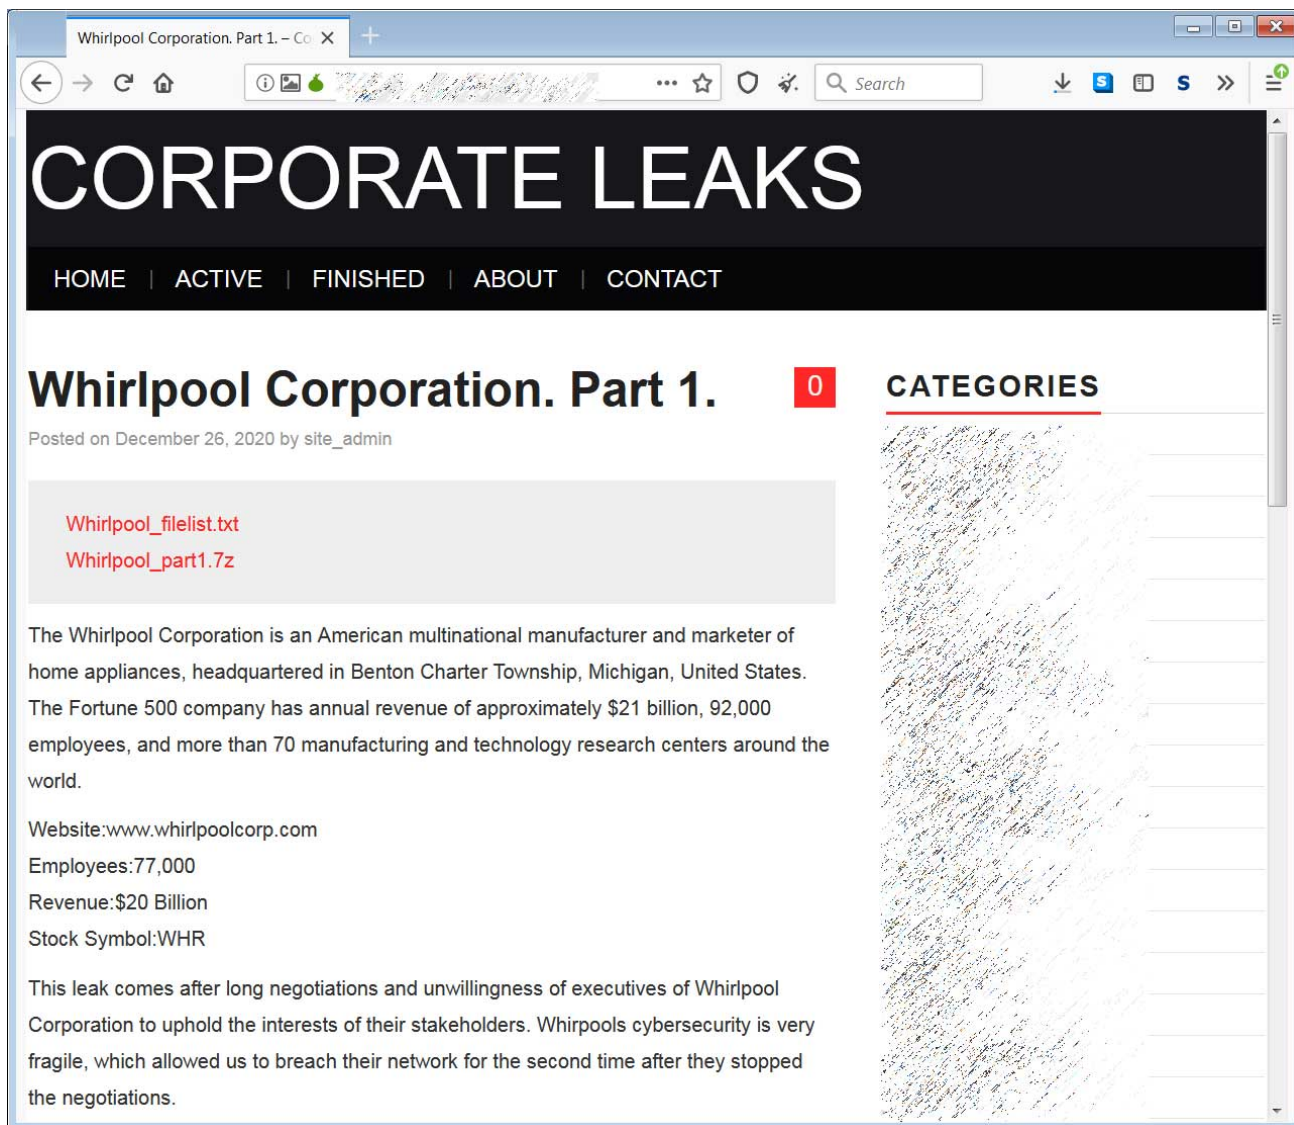 Whirlpool Corporation. Part 1. – Co
Search
CORPORATE LEAKS
HOME | ACTIVE | FINISHED | ABOUT | CONTACT
Whirlpool Corporation. Part 1.
0
Posted on December 26, 2020 by site_admin
Whirlpool_filelist.txt
Whirlpool_part1.7z
The Whirlpool Corporation is an American multinational manufacturer and marketer of
home appliances, headquartered in Benton Charter Township, Michigan, United States.
The Fortune 500 company has annual revenue of approximately $21 billion, 92,000
employees, and more than 70 manufacturing and technology research centers around the
world.
Website:www.whirlpoolcorp.com
Employees:77,000
Revenue:$20 Billion
Stock Symbol:WHR
This leak comes after long negotiations and unwillingness of executives of Whirlpool
Corporation to uphold the interests of their stakeholders. Whirpools cybersecurity is very
fragile, which allowed us to breach their network for the second time after they stopped
the negotiations.
CATEGORIES